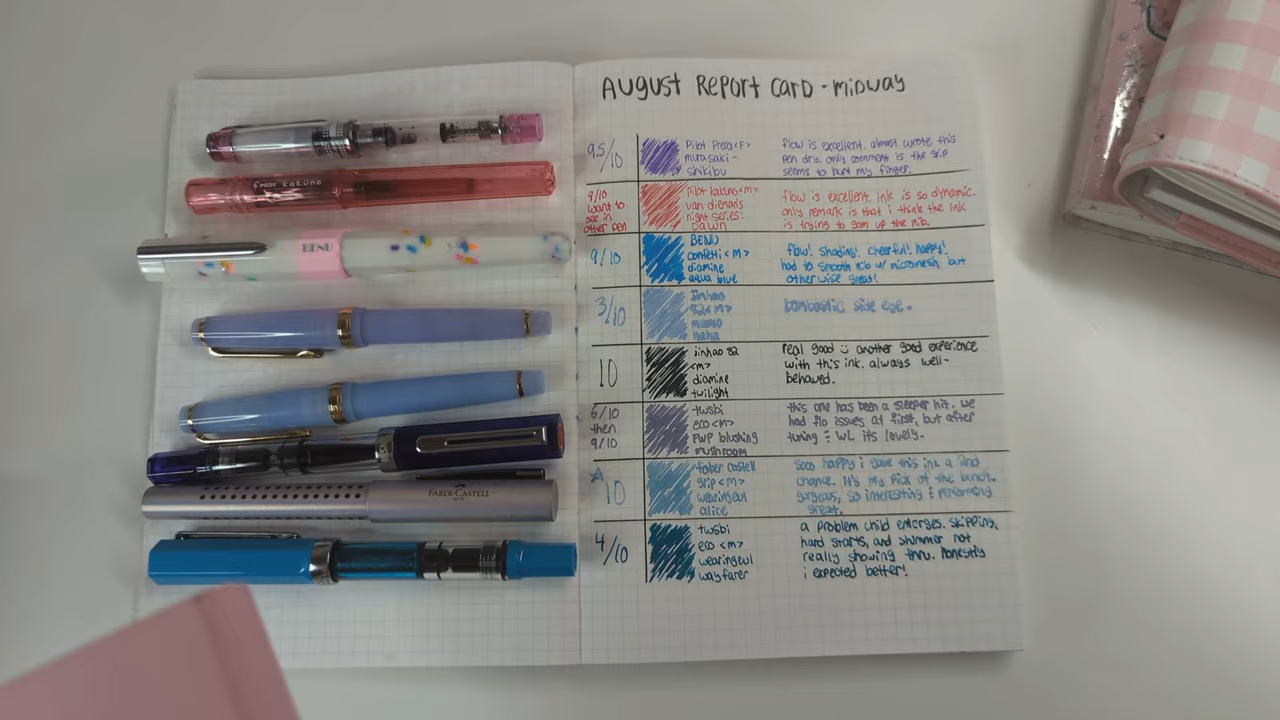 AUGUST REPORT CARD - MIDWAY
9.5/10
Pilot Prera <F>
murasaki -
shikibu
flow is excellent. almost wrote this
pen dry. only comment is the grip
seems to hurt my finger.
PILOT kakuno
9/10
want to
see in
other pen
Pilot kakuno <m>
van dieman's
night series:
DAWN
flow is excellent. ink is so dynamic.
only remark is that i think the ink
is trying to gum up the nib.
BENU
9/10
BENU
confetti <M>
diamine
aqua blue
flow! shading! cheerful! happy!
had to smooth nib w/ micromesh but
otherwise great!
3/10
Jinhao
82 <M>
bombastic side eye.
10
Jinhao 82
<m>
diamine
twilight
real good :) another good experience
with this ink. always well-
behaved.
6/10
then
9/10
twsbi
eco <m>
FWP blushing
mushroom
this one has been a sleeper hit. we
had flo issues at first, but after
tuning & WL its lovely.
FABER-CASTELL
☆
10
faber castell
grip <m>
wearingeul
alice
sooo happy i gave this ink a 2nd
chance. it's my pick of the bunch.
gorgeous, so interesting & performing
great.
4/10
twsbi
eco <m>
wearingeul
wayfarer
a problem child emerges. skipping,
hard starts, and shimmer not
really showing thru. honestly
i expected better!